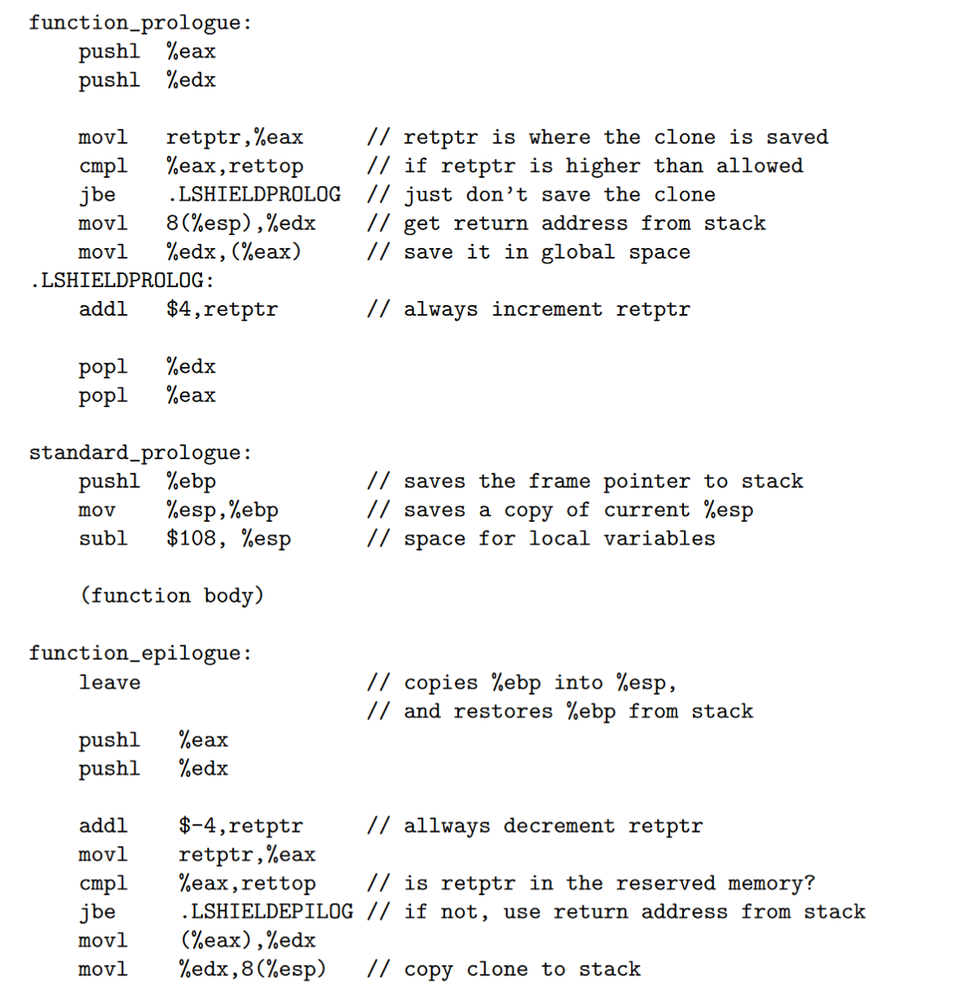 function_prologue:
    pushl  %eax
    pushl  %edx
    movl   retptr,%eax     // retptr is where the clone is saved
    cmpl   %eax,rettop     // if retptr is higher than allowed
    jbe    .LSHIELDPROLOG  // just don't save the clone
    movl   8(%esp),%edx    // get return address from stack
    movl   %edx,(%eax)     // save it in global space
.LSHIELDPROLOG:
    addl   $4,retptr       // always increment retptr
    popl   %edx
    popl   %eax
standard_prologue:
    pushl  %ebp            // saves the frame pointer to stack
    mov    %esp,%ebp       // saves a copy of current %esp
    subl   $108, %esp      // space for local variables
    (function body)
function_epilogue:
    leave                  // copies %ebp into %esp,
                           // and restores %ebp from stack
    pushl   %eax
    pushl   %edx
    addl    $-4,retptr     // allways decrement retptr
    movl    retptr,%eax
    cmpl    %eax,rettop    // is retptr in the reserved memory?
    jbe     .LSHIELDEPILOG // if not, use return address from stack
    movl    (%eax),%edx
    movl    %edx,8(%esp)   // copy clone to stack